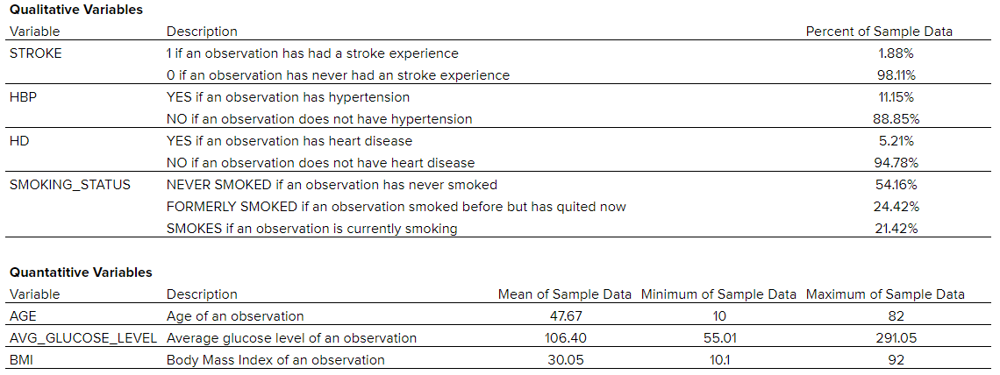 Qualitative Variables
Variable Description Percent of Sample Data
STROKE 1 if an observation has had a stroke experience 1.88%
0 if an observation has never had an stroke experience 98.11%
HBP YES if an observation has hypertension 11.15%
NO if an observation does not have hypertension 88.85%
HD YES if an observation has heart disease 5.21%
NO if an observation does not have heart disease 94.78%
SMOKING_STATUS NEVER SMOKED if an observation has never smoked 54.16%
FORMERLY SMOKED if an observation smoked before but has quited now 24.42%
SMOKES if an observation is currently smoking 21.42%
Quantatitive Variables
Variable Description Mean of Sample Data Minimum of Sample Data Maximum of Sample Data
AGE Age of an observation 47.67 10 82
AVG_GLUCOSE_LEVEL Average glucose level of an observation 106.40 55.01 291.05
BMI Body Mass Index of an observation 30.05 10.1 92